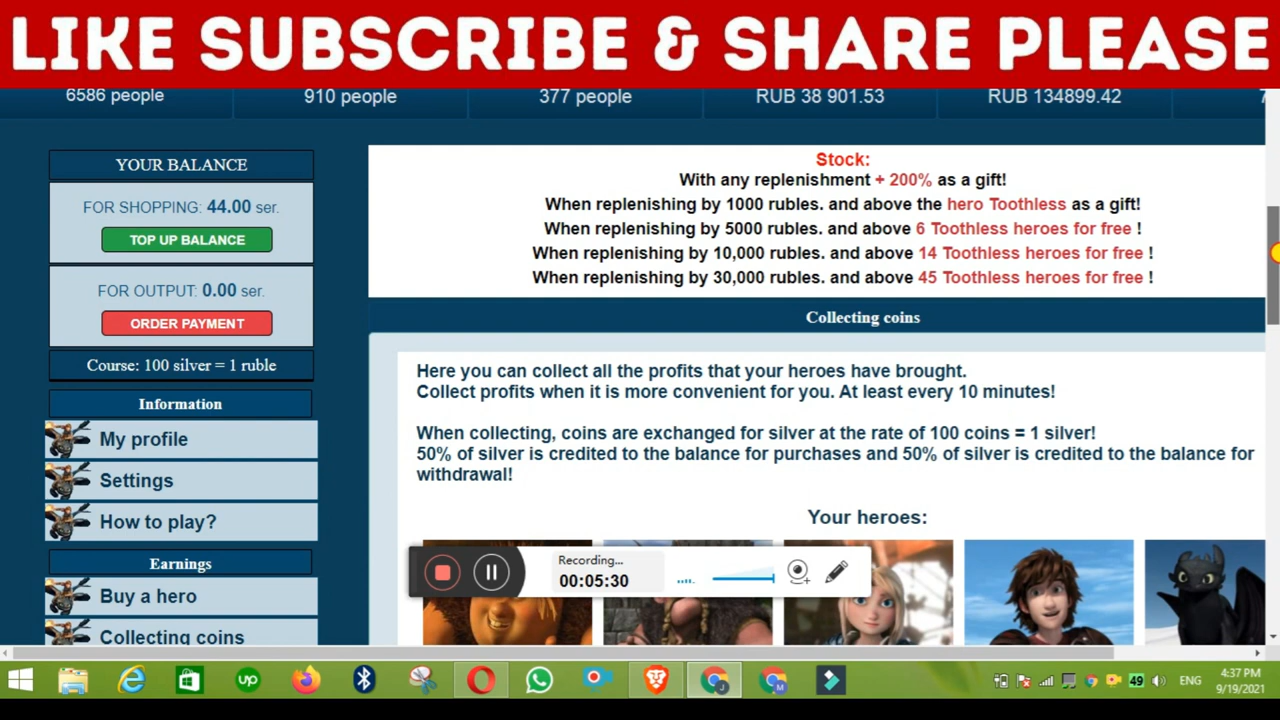 LIKE SUBSCRIBE & SHARE PLEASE
6586 people
910 people
377 people
RUB 38 901.53
RUB 134899.42
YOUR BALANCE
FOR SHOPPING: 44.00 ser.
TOP UP BALANCE
FOR OUTPUT: 0.00 ser.
ORDER PAYMENT
Course: 100 silver = 1 ruble
Information
My profile
Settings
How to play?
Earnings
Buy a hero
Collecting coins
Stock:
With any replenishment + 200% as a gift!
When replenishing by 1000 rubles. and above the hero Toothless as a gift!
When replenishing by 5000 rubles. and above 6 Toothless heroes for free !
When replenishing by 10,000 rubles. and above 14 Toothless heroes for free !
When replenishing by 30,000 rubles. and above 45 Toothless heroes for free !
Collecting coins
Here you can collect all the profits that your heroes have brought.
Collect profits when it is more convenient for you. At least every 10 minutes!
When collecting, coins are exchanged for silver at the rate of 100 coins = 1 silver!
50% of silver is credited to the balance for purchases and 50% of silver is credited to the balance for
withdrawal!
Your heroes:
Recording...
00:05:30
up
J
M
49
ENG
4:37 PM
9/19/2021